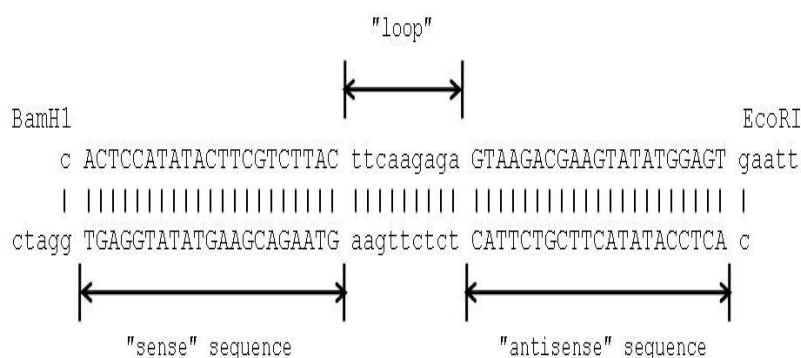 "loop"
BamH1 EcoRI
c ACTCCATATACTTCGTCTTAC ttcaagaga GTAAGACGAAGTATATGGAGT gaatt
ctagg TGAGGTATATGAAGCAGAATG aagttctct CATTCTGCTTCATATACCTCA c
"sense" sequence "antisense" sequence